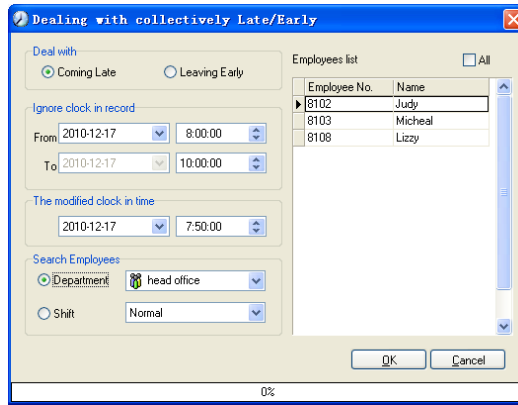 Dealing with collectively Late/Early
Deal with
Coming Late
Leaving Early
Ignore clock in record
From 2010-12-17 8:00:00
To 2010-12-17 10:00:00
The modified clock in time
2010-12-17 7:50:00
Search Employees
Department head office
Shift Normal
Employees list All
Employee No. Name
8102 Judy
8103 Micheal
8108 Lizzy
OK Cancel
0%